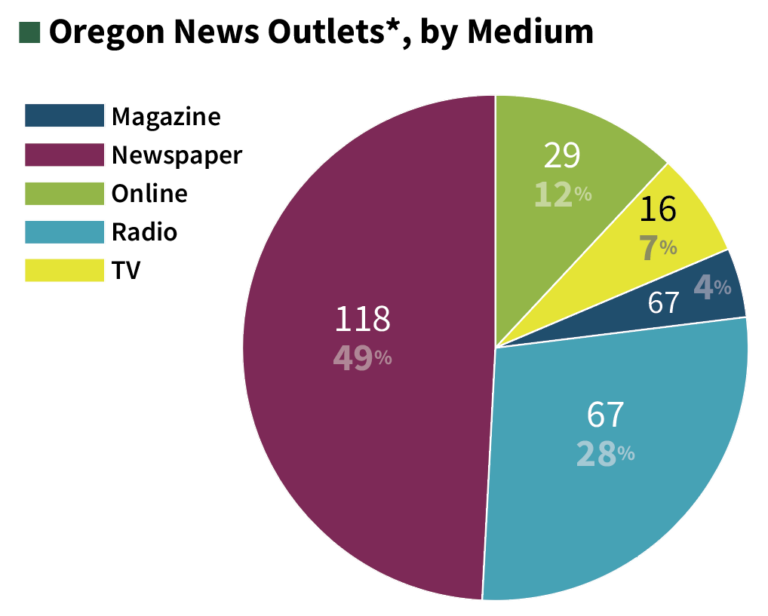 Oregon News Outlets*, by Medium
Magazine
Newspaper
Online
Radio
TV
29
12%
16
7%
67 4%
118
49%
67
28%